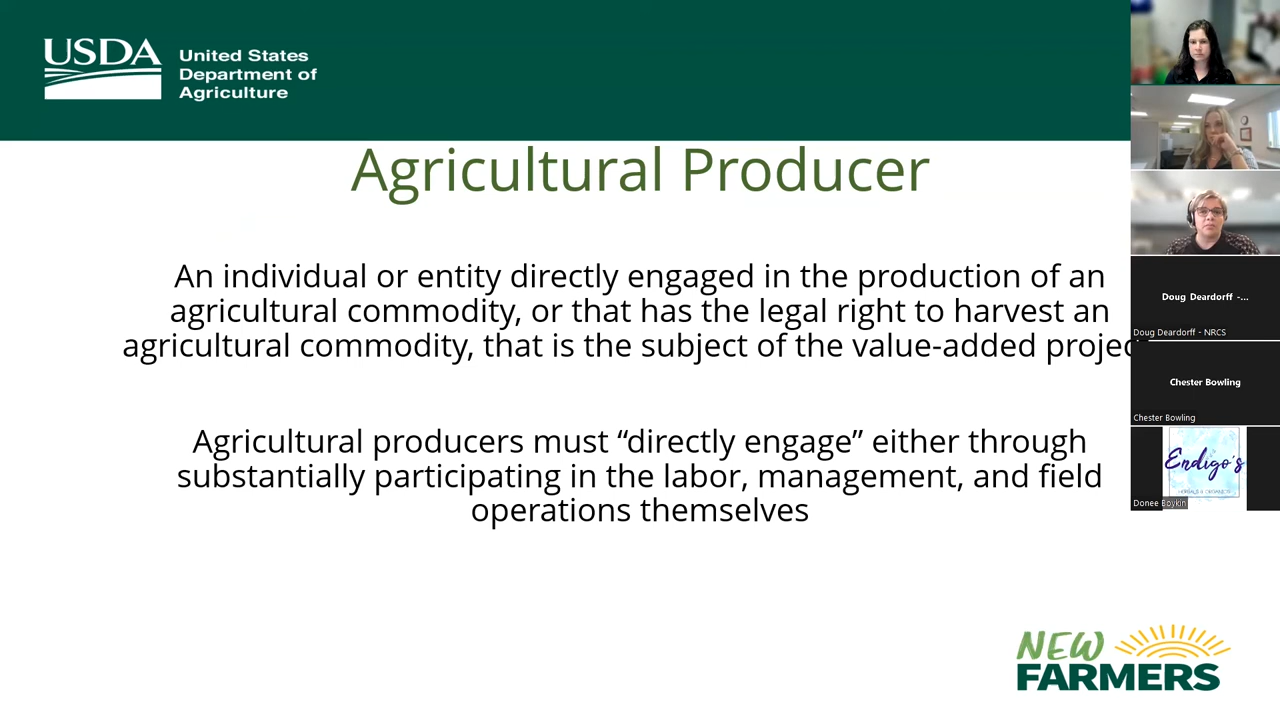 USDA
United States
Department of
Agriculture
Agricultural Producer
An individual or entity directly engaged in the production of an
agricultural commodity, or that has the legal right to harvest an
agricultural commodity, that is the subject of the value-added projec
Agricultural producers must “directly engage” either through
substantially participating in the labor, management, and field
operations themselves
Doug Deardorff -...
Doug Deardorff - NRCS
Chester Bowling
Chester Bowling
Endigo's
HERBALS & ORGANICS
Donee Boykin
NEW
FARMERS